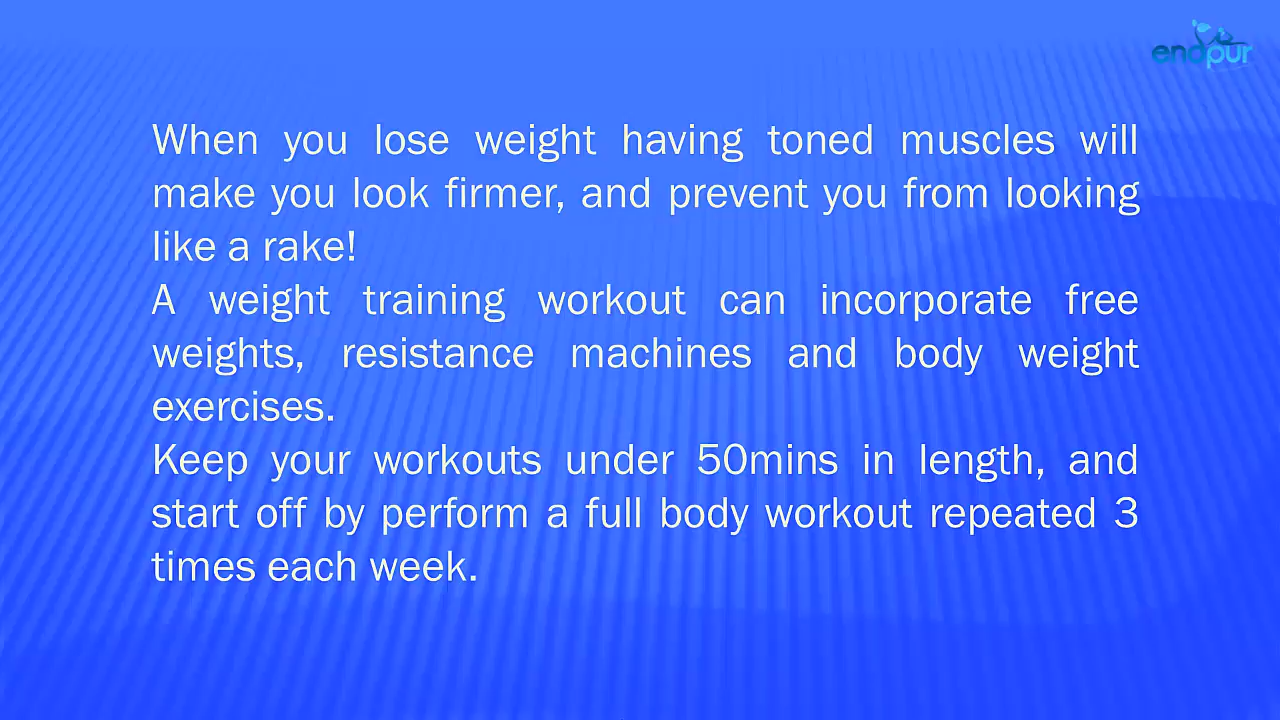 endpur
When you lose weight having toned muscles will
make you look firmer, and prevent you from looking
like a rake!
A weight training workout can incorporate free
weights, resistance machines and body weight
exercises.
Keep your workouts under 50mins in length, and
start off by perform a full body workout repeated 3
times each week.